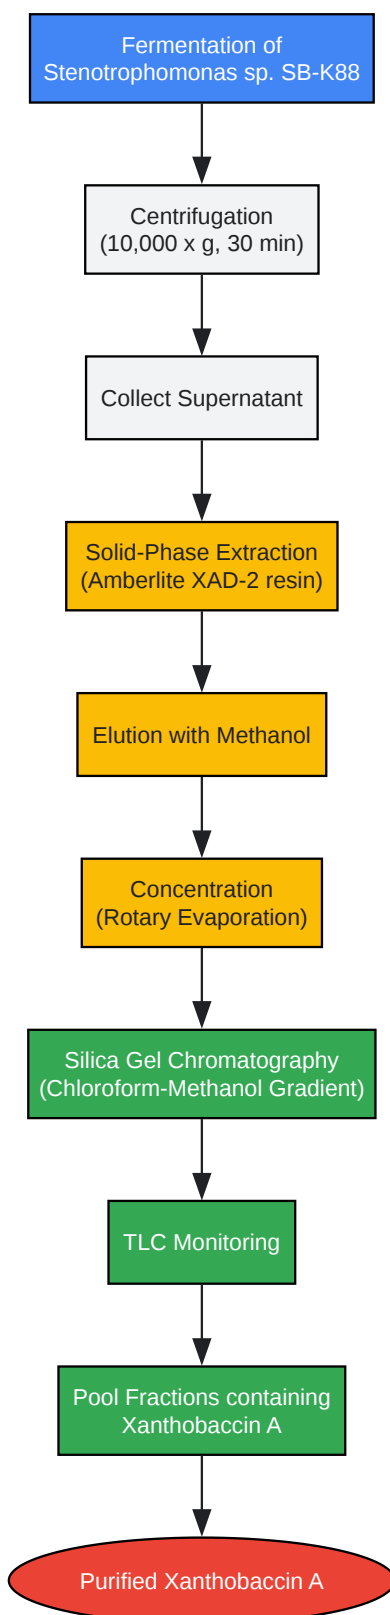 Fermentation of
Stenotrophomonas sp. SB-K88
Centrifugation
(10,000 x g, 30 min)
Collect Supernatant
Solid-Phase Extraction
(Amberlite XAD-2 resin)
Elution with Methanol
Concentration
(Rotary Evaporation)
Silica Gel Chromatography
(Chloroform-Methanol Gradient)
TLC Monitoring
Pool Fractions containing
Xanthobaccin A
Purified Xanthobaccin A